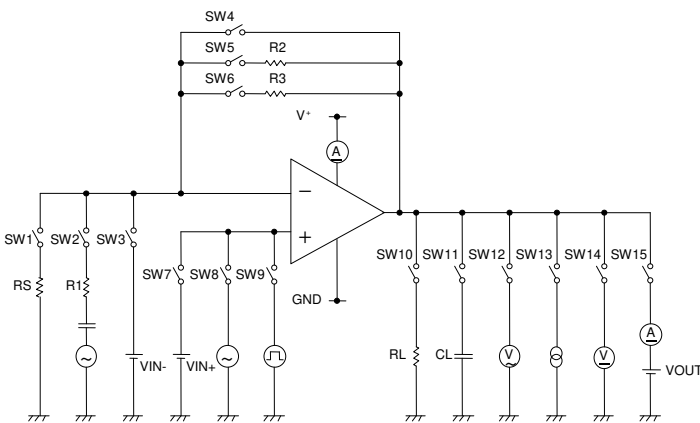 SW4
SW5 R2
SW6 R3
V+
A
−
+
SW1 SW2 SW3
SW7 SW8 SW9
SW10 SW11 SW12 SW13 SW14 SW15
RS R1
GND
A
RL CL V V
VIN- VIN+
VOUT